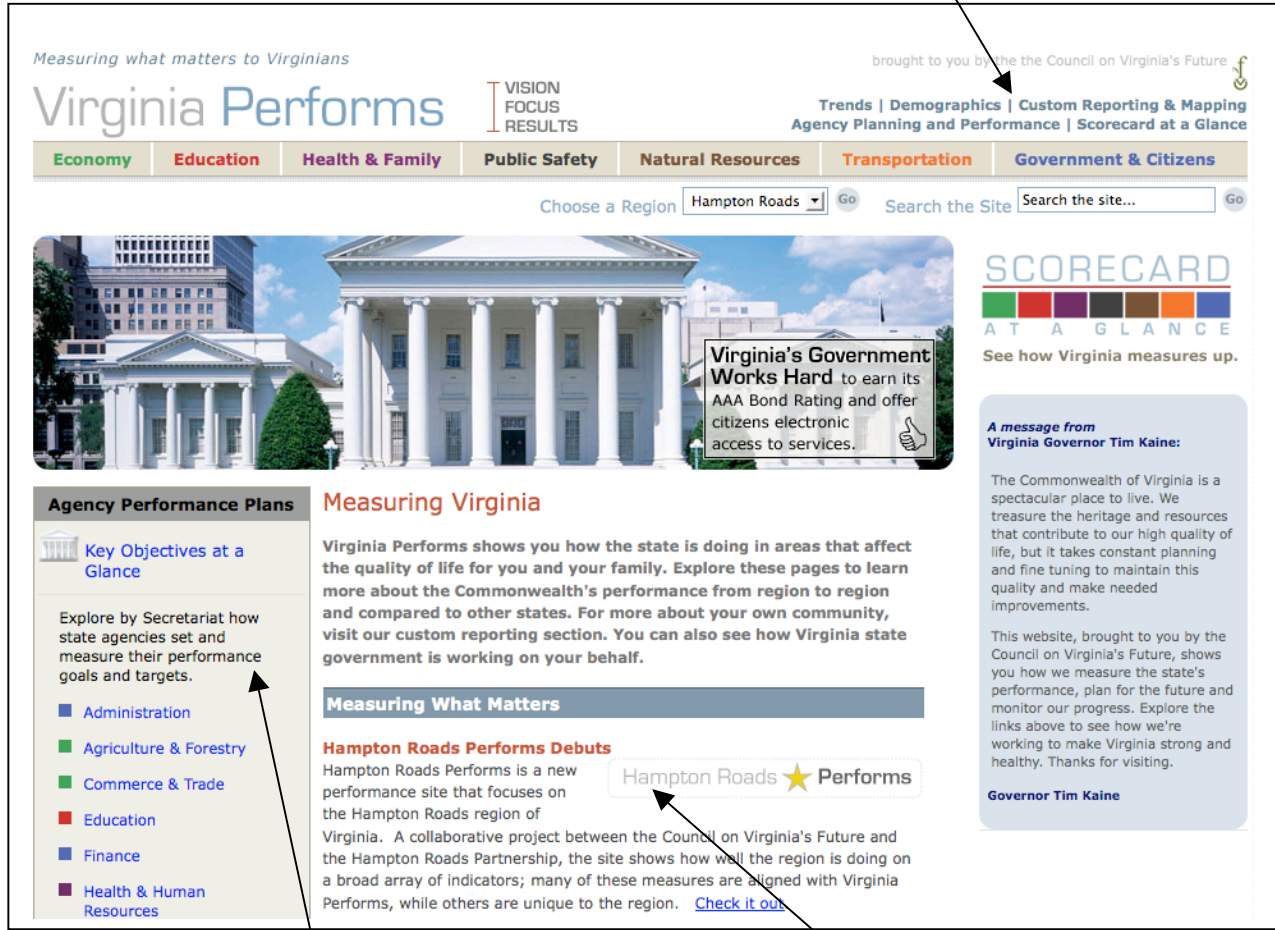 Measuring what matters to Virginians
brought to you by the the Council on Virginia's Future
Virginia Performs
VISION
FOCUS
RESULTS
Trends | Demographics | Custom Reporting & Mapping
Agency Planning and Performance | Scorecard at a Glance
Economy Education Health & Family Public Safety Natural Resources Transportation Government & Citizens
Choose a Region Hampton Roads Go Search the Site Search the site... Go
Virginia's Government
Works Hard to earn its
AAA Bond Rating and offer
citizens electronic
access to services.
SCORECARD
AT A GLANCE
See how Virginia measures up.
A message from
Virginia Governor Tim Kaine:
The Commonwealth of Virginia is a
spectacular place to live. We
treasure the heritage and resources
that contribute to our high quality of
life, but it takes constant planning
and fine tuning to maintain this
quality and make needed
improvements.
This website, brought to you by the
Council on Virginia's Future, shows
you how we measure the state's
performance, plan for the future and
monitor our progress. Explore the
links above to see how we're
working to make Virginia strong and
healthy. Thanks for visiting.
Governor Tim Kaine
Agency Performance Plans
Key Objectives at a
Glance
Explore by Secretariat how
state agencies set and
measure their performance
goals and targets.
Administration
Agriculture & Forestry
Commerce & Trade
Education
Finance
Health & Human
Resources
Measuring Virginia
Virginia Performs shows you how the state is doing in areas that affect
the quality of life for you and your family. Explore these pages to learn
more about the Commonwealth's performance from region to region
and compared to other states. For more about your own community,
visit our custom reporting section. You can also see how Virginia state
government is working on your behalf.
Measuring What Matters
Hampton Roads Performs Debuts
Hampton Roads Performs is a new
performance site that focuses on
the Hampton Roads region of
Hampton Roads Performs
Virginia. A collaborative project between the Council on Virginia's Future and
the Hampton Roads Partnership, the site shows how well the region is doing on
a broad array of indicators; many of these measures are aligned with Virginia
Performs, while others are unique to the region. Check it out